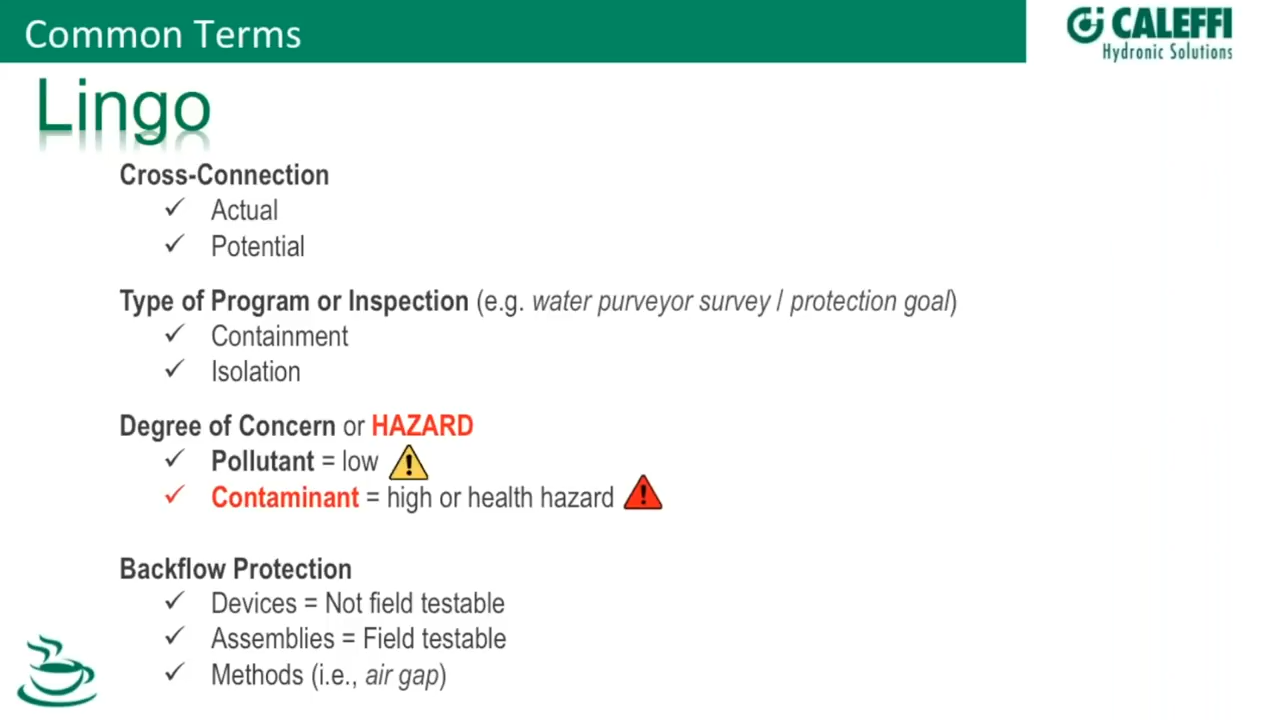 Common Terms
CALEFFI
Hydronic Solutions
Lingo
Cross-Connection
✓ Actual
✓ Potential
Type of Program or Inspection (e.g. water purveyor survey / protection goal)
✓ Containment
✓ Isolation
Degree of Concern or HAZARD
✓ Pollutant = low
✓ Contaminant = high or health hazard
Backflow Protection
✓ Devices = Not field testable
✓ Assemblies = Field testable
✓ Methods (i.e., air gap)